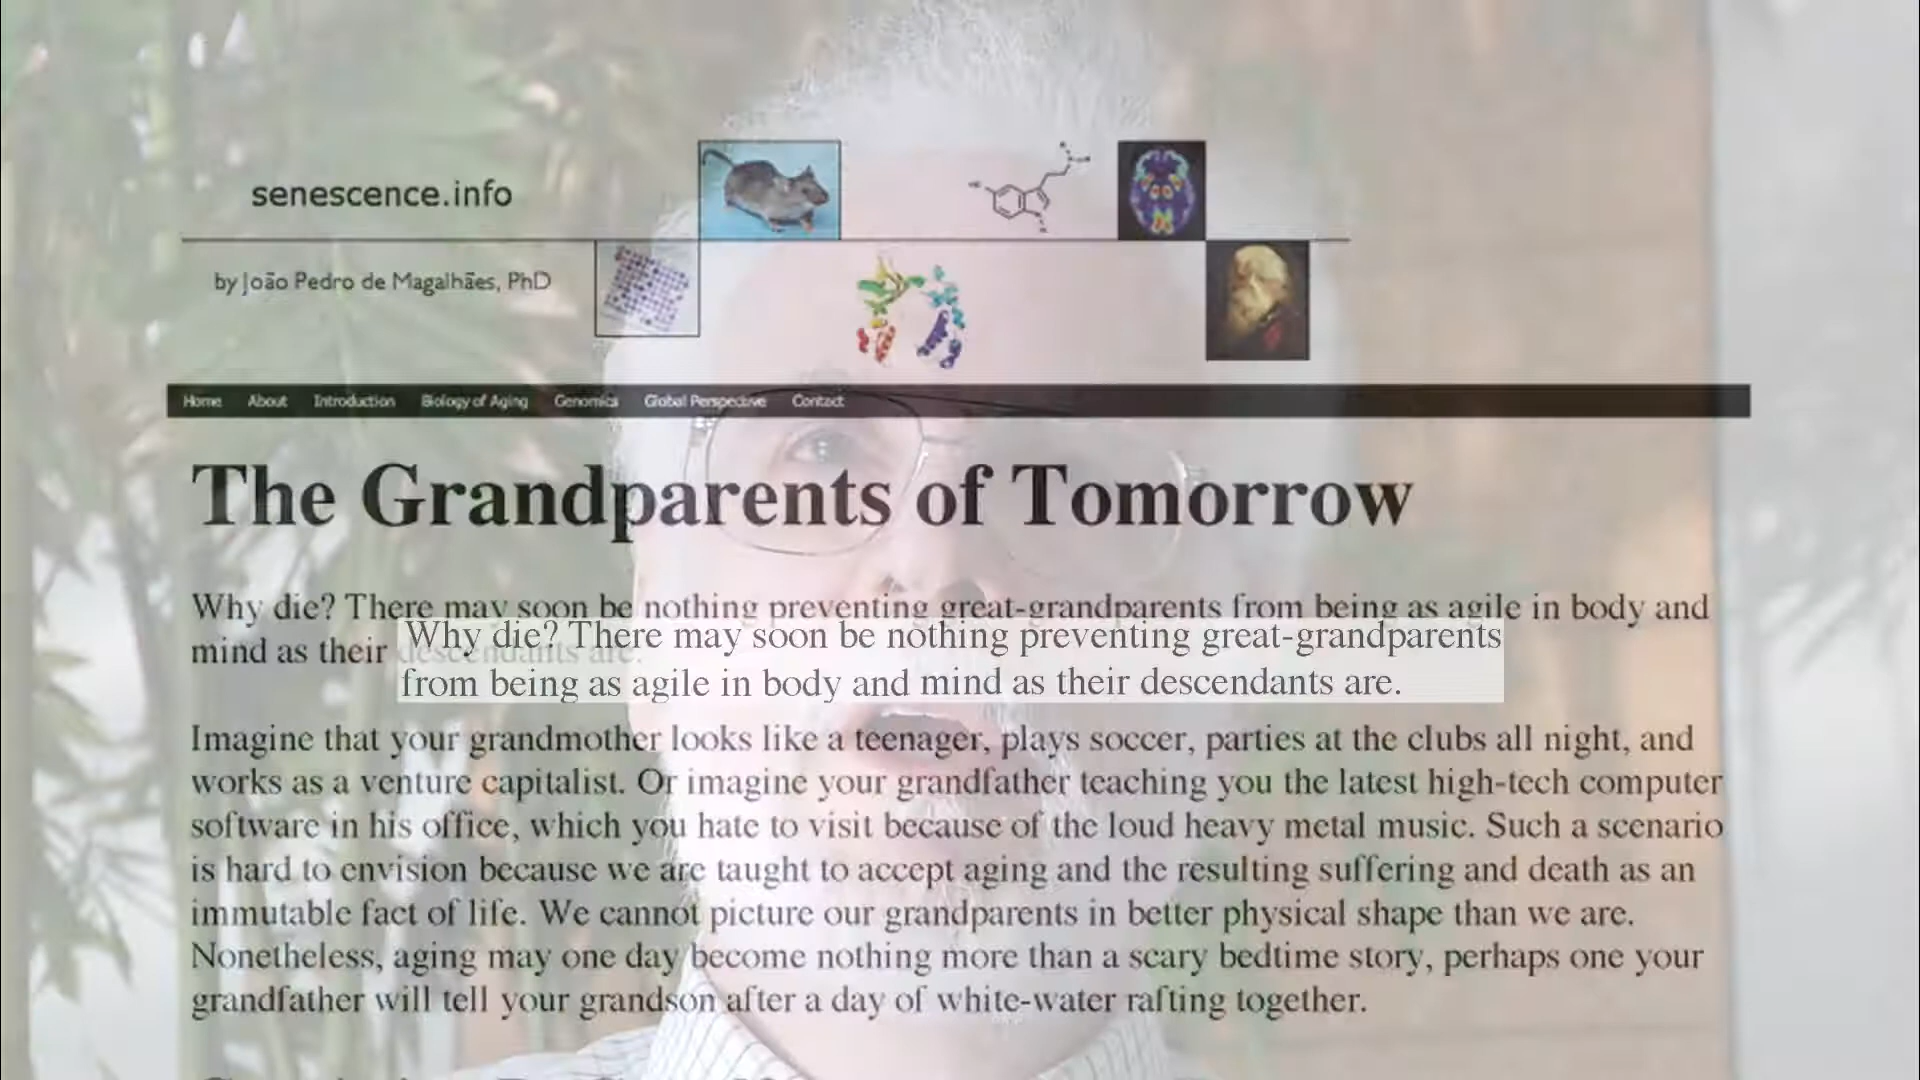 senescence.info
by João Pedro de Magalhães, PhD
Home About Introduction Biology of Aging Genomics Global Perspective Contact
The Grandparents of Tomorrow
Why die? There may soon be nothing preventing great-grandparents from being as agile in body and
mind as their descendants are.
Why die? There may soon be nothing preventing great-grandparents
from being as agile in body and mind as their descendants are.
Imagine that your grandmother looks like a teenager, plays soccer, parties at the clubs all night, and
works as a venture capitalist. Or imagine your grandfather teaching you the latest high-tech computer
software in his office, which you hate to visit because of the loud heavy metal music. Such a scenario
is hard to envision because we are taught to accept aging and the resulting suffering and death as an
immutable fact of life. We cannot picture our grandparents in better physical shape than we are.
Nonetheless, aging may one day become nothing more than a scary bedtime story, perhaps one your
grandfather will tell your grandson after a day of white-water rafting together.